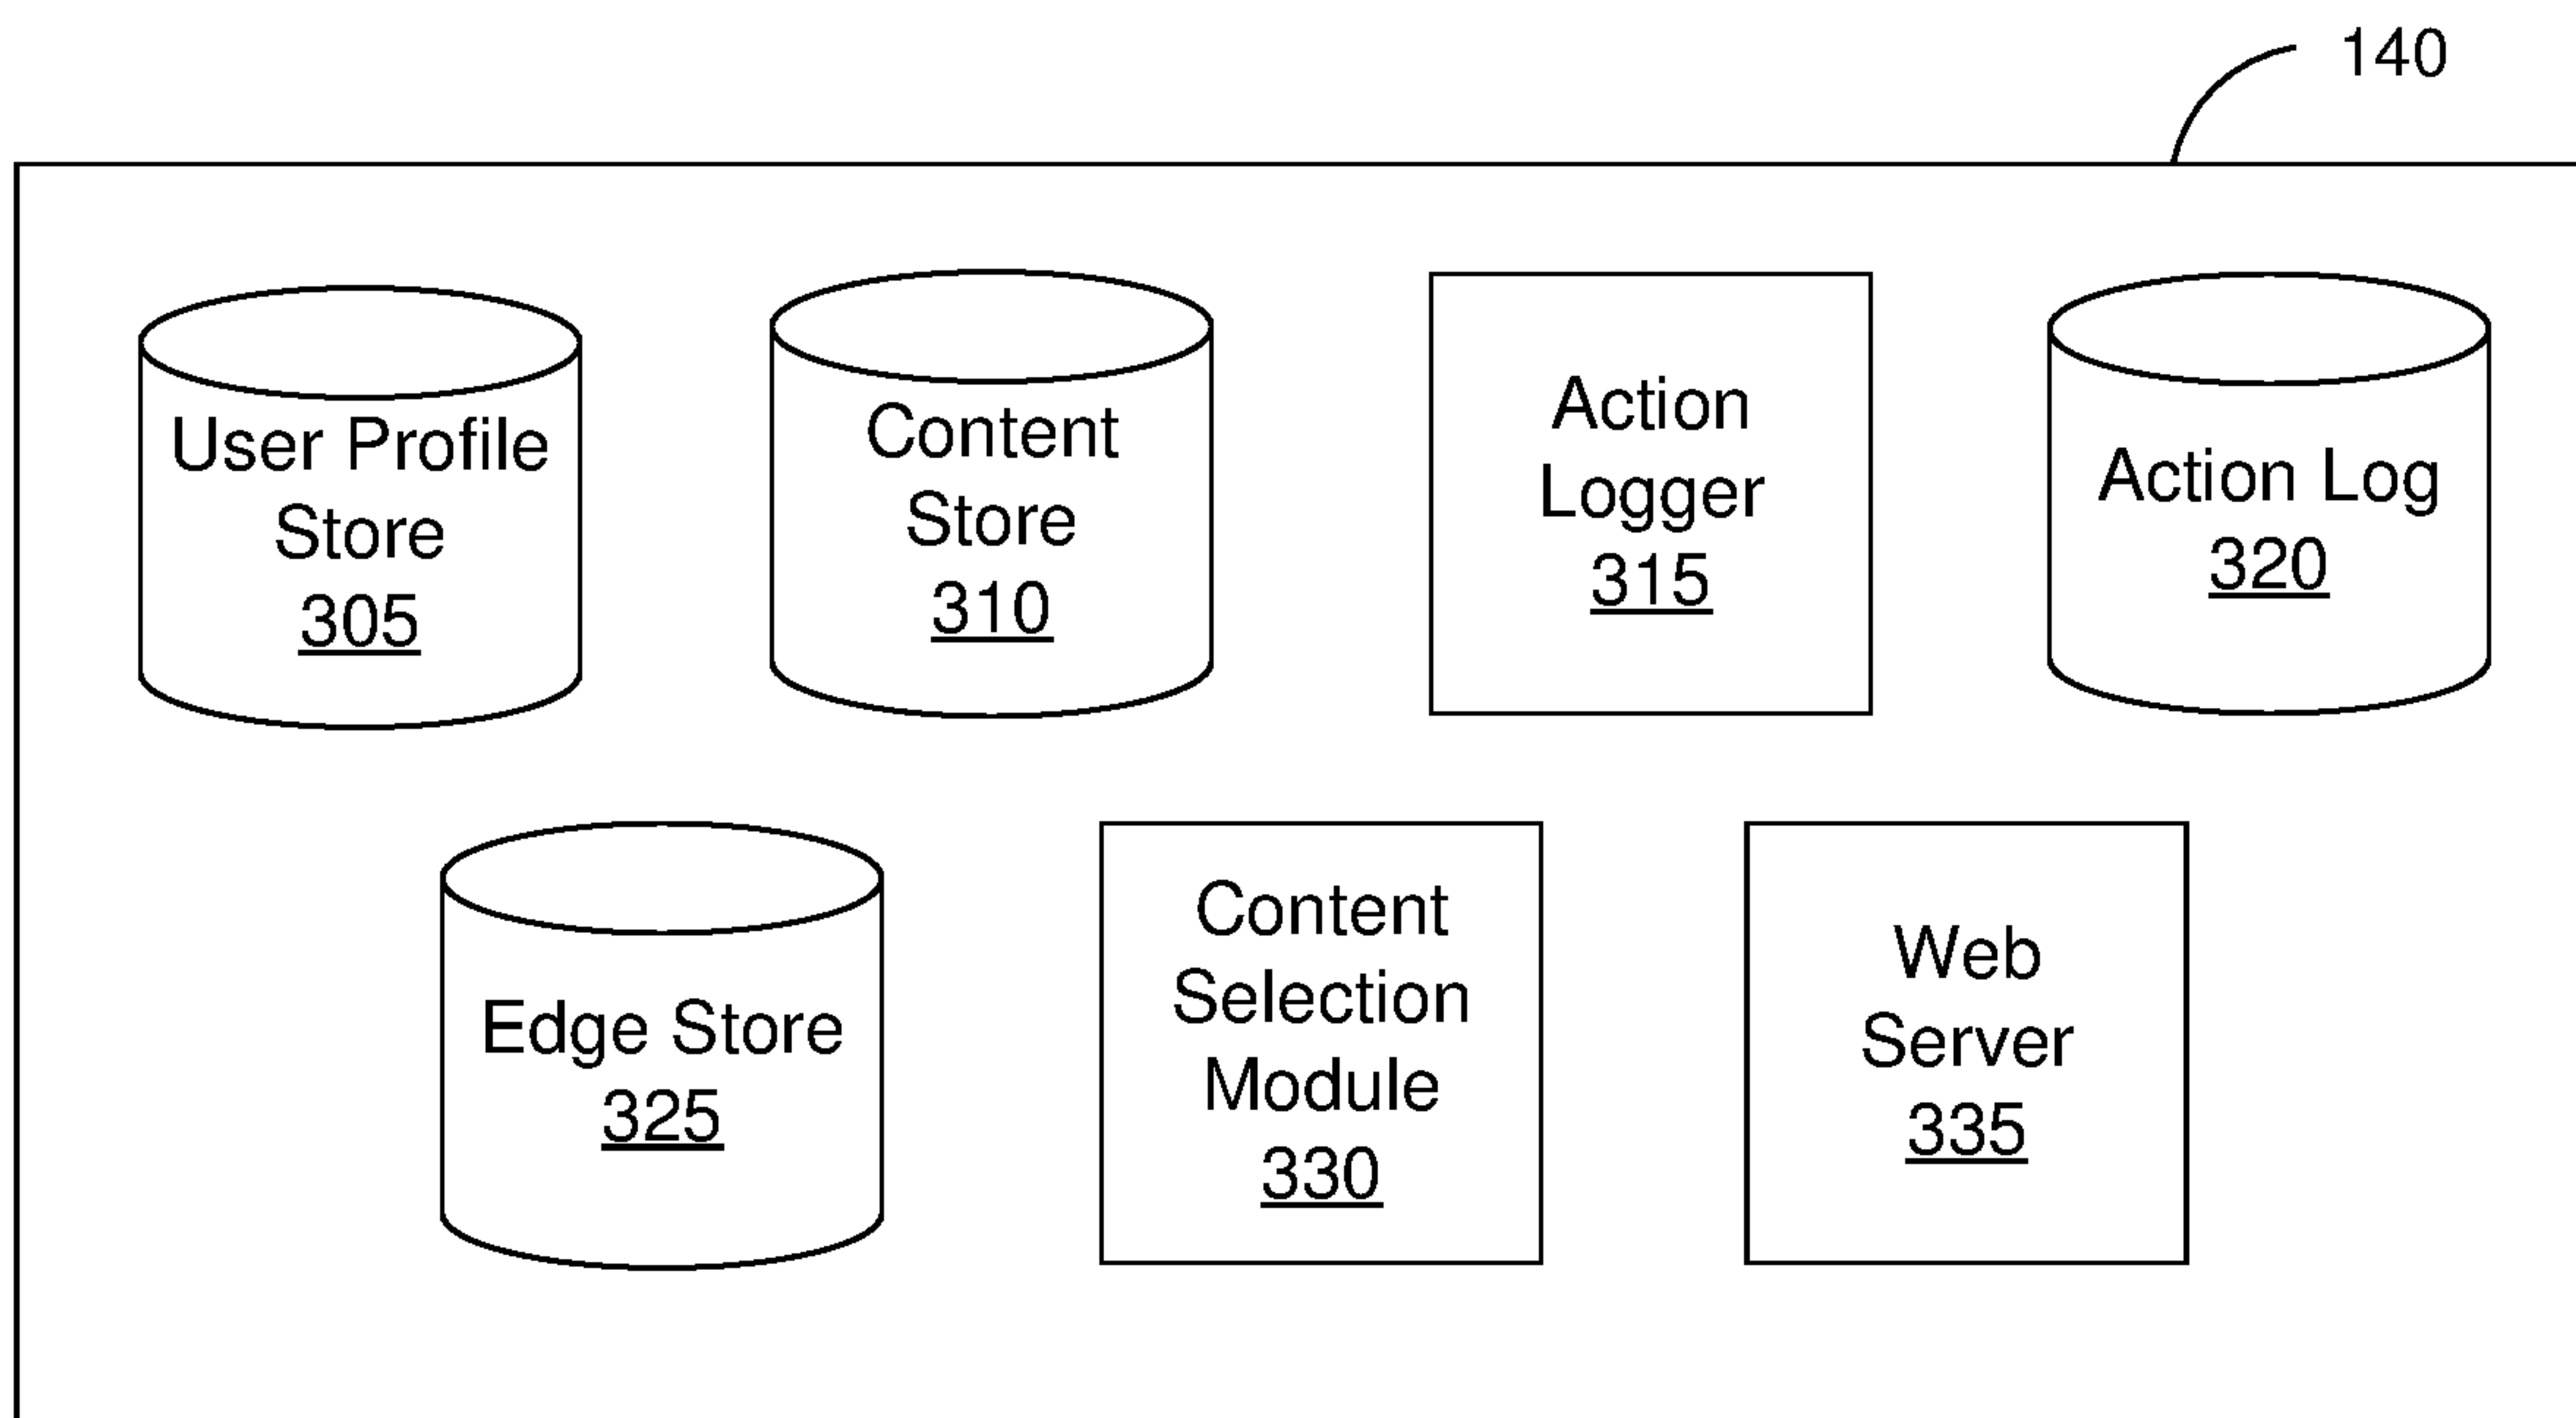 140
User Profile
Store
305
Content
Store
310
Action
Logger
315
Action Log
320
Edge Store
325
Content
Selection
Module
330
Web
Server
335